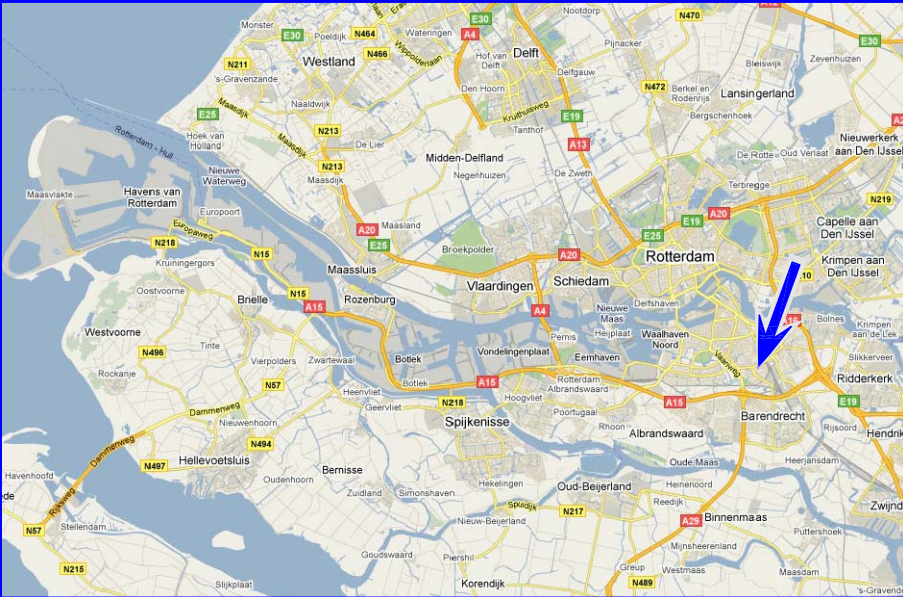 Monster
E30
Poeldijk
N464
Wateringen
A4
E30
Nootdorp
N470
A12
N211
Westland
N466
Wippolderlaan
Hof van
Delft
Delft
Pijnacker
E30
Bleiswijk
Zevenhuizen
's-Gravenzande
Den Hoorn
Delfgauw
N472
Berkel en
Rodenrijs
Lansingerland
Maasdijk
Naaldwijk
Kruithuisweg
E25
Hoek van
Holland
N213
Tanthof
E19
Bergschenhoek
Rotterdam - Hull
Maasdijk
De Lier
A13
Nieuwerkerk
aan Den IJssel
N213
Midden-Delfland
De Rotte
Oud Verlaat
Nieuwe
Waterweg
Maasdijk
Negenhuizen
De Zweth
Terbregge
Maasvlakte
Havens van
Rotterdam
N219
Europoort
A20
Maasland
E19
A20
Europaweg
E25
Broekpolder
E25
Capelle aan
Den IJssel
N218
N15
A20
Rotterdam
Kruiningergors
Maassluis
Krimpen aan
Den IJssel
Vlaardingen
Schiedam
Oostvoorne
N15
Brielle
A15
Rozenburg
Delfshaven
A4
Nieuwe
Maas
A16
Bolnes
Westvoorne
Krimpen
aan de Lek
Heijplaat
Waalhaven
Noord
Pernis
Tinte
N496
Vierpolders
Zwartewaal
Botlek
Vondelingenplaat
Eemhaven
Vaanweg
Slikkerveer
Rockanje
N57
Botlek
A15
Rotterdam
Albrandswaard
Ridderkerk
Heenvliet
Hoogvliet
A15
E19
Dammenweg
Geervliet
N218
Poortugaal
Barendrecht
Nieuwenhoorn
Spijkenisse
Rhoon
Rijsoord
Albrandswaard
Hendrik
Dammenweg
N494
Hellevoetsluis
N497
Bernisse
Oude Maas
Heerjansdam
Havenhoofd
Oudenhoorn
Hekelingen
Oud-Beijerland
Heinenoord
Rijksweg
Zuidland
Simonshaven
Spuidijk
N217
Reedijk
Zwijnd
Stellendam
N57
Nieuw-Beijerland
A29
Binnenmaas
Puttershoek
Goudswaard
Piershil
Mijnsheerenland
N215
Greup
Westmaas
Maasdam
Slijkplaat
Korendijk
N489
's-Gravende